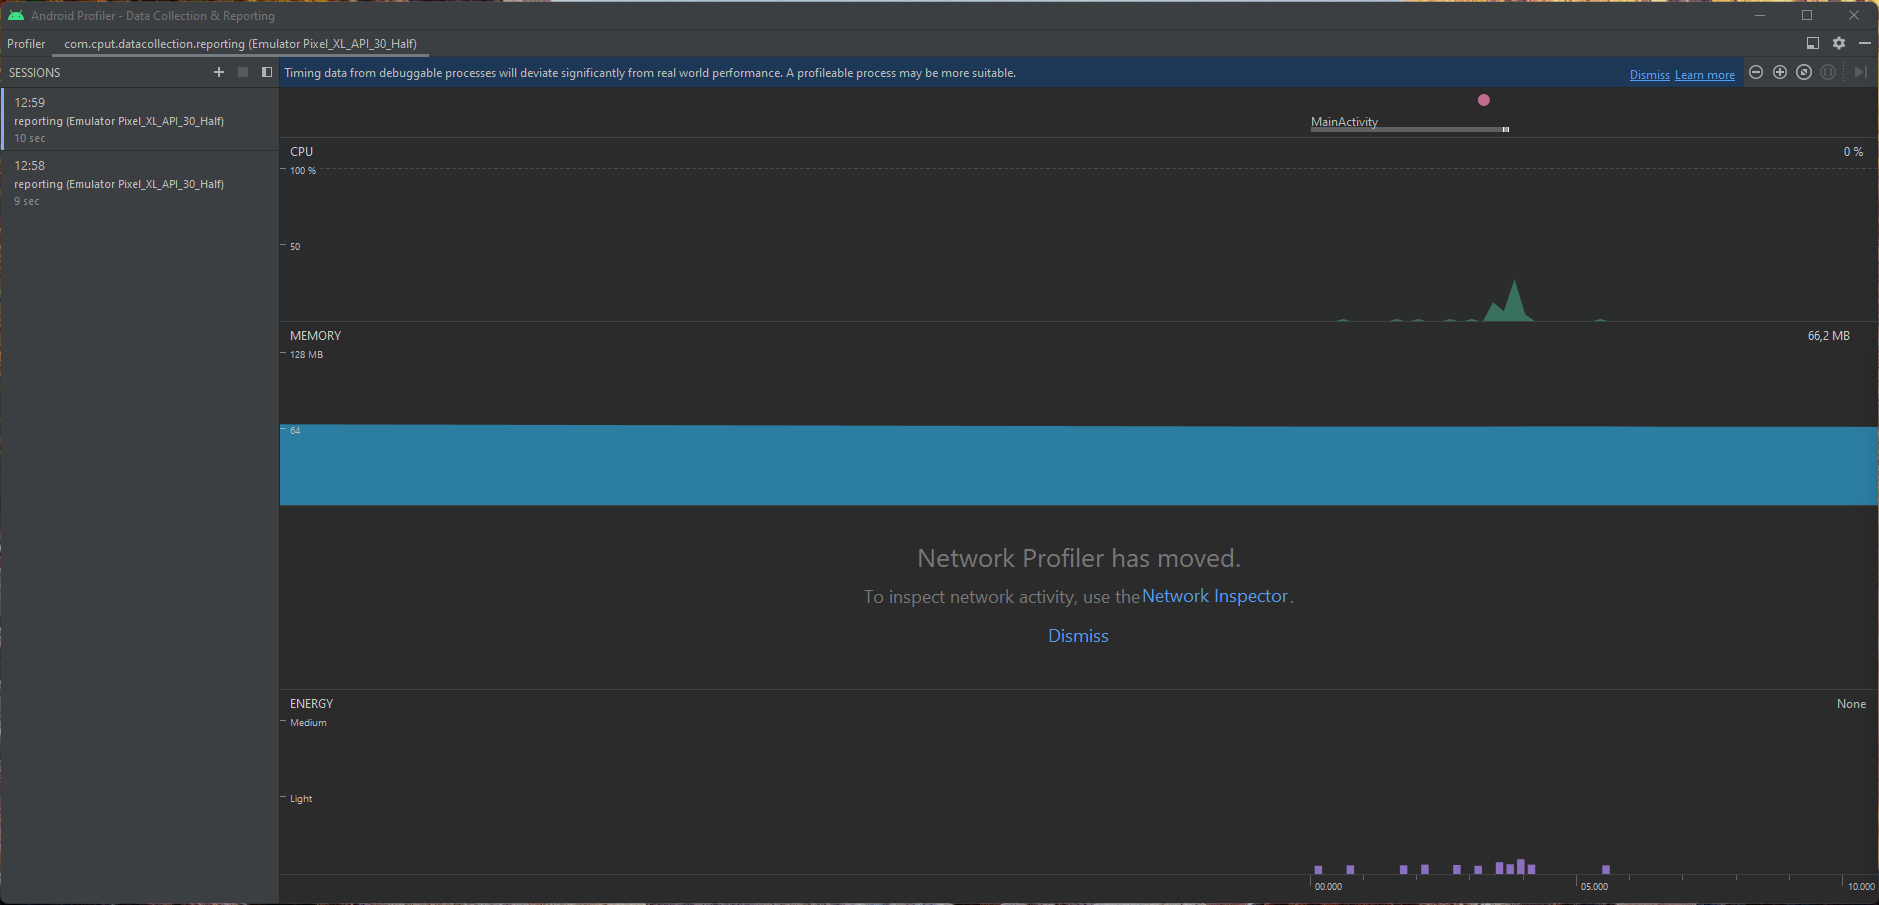 Android Profiler - Data Collection & Reporting
Profiler com.cput.datacollection.reporting (Emulator Pixel_XL_API_30_Half)
SESSIONS
Timing data from debuggable processes will deviate significantly from real world performance. A profileable process may be more suitable.
Dismiss Learn more
12:59
reporting (Emulator Pixel_XL_API_30_Half)
10 sec
12:58
reporting (Emulator Pixel_XL_API_30_Half)
9 sec
MainActivity
CPU 0 %
100 %
50
MEMORY 66,2 MB
128 MB
64
Network Profiler has moved.
To inspect network activity, use the Network Inspector.
Dismiss
ENERGY None
Medium
Light
00.000 05.000 10.000